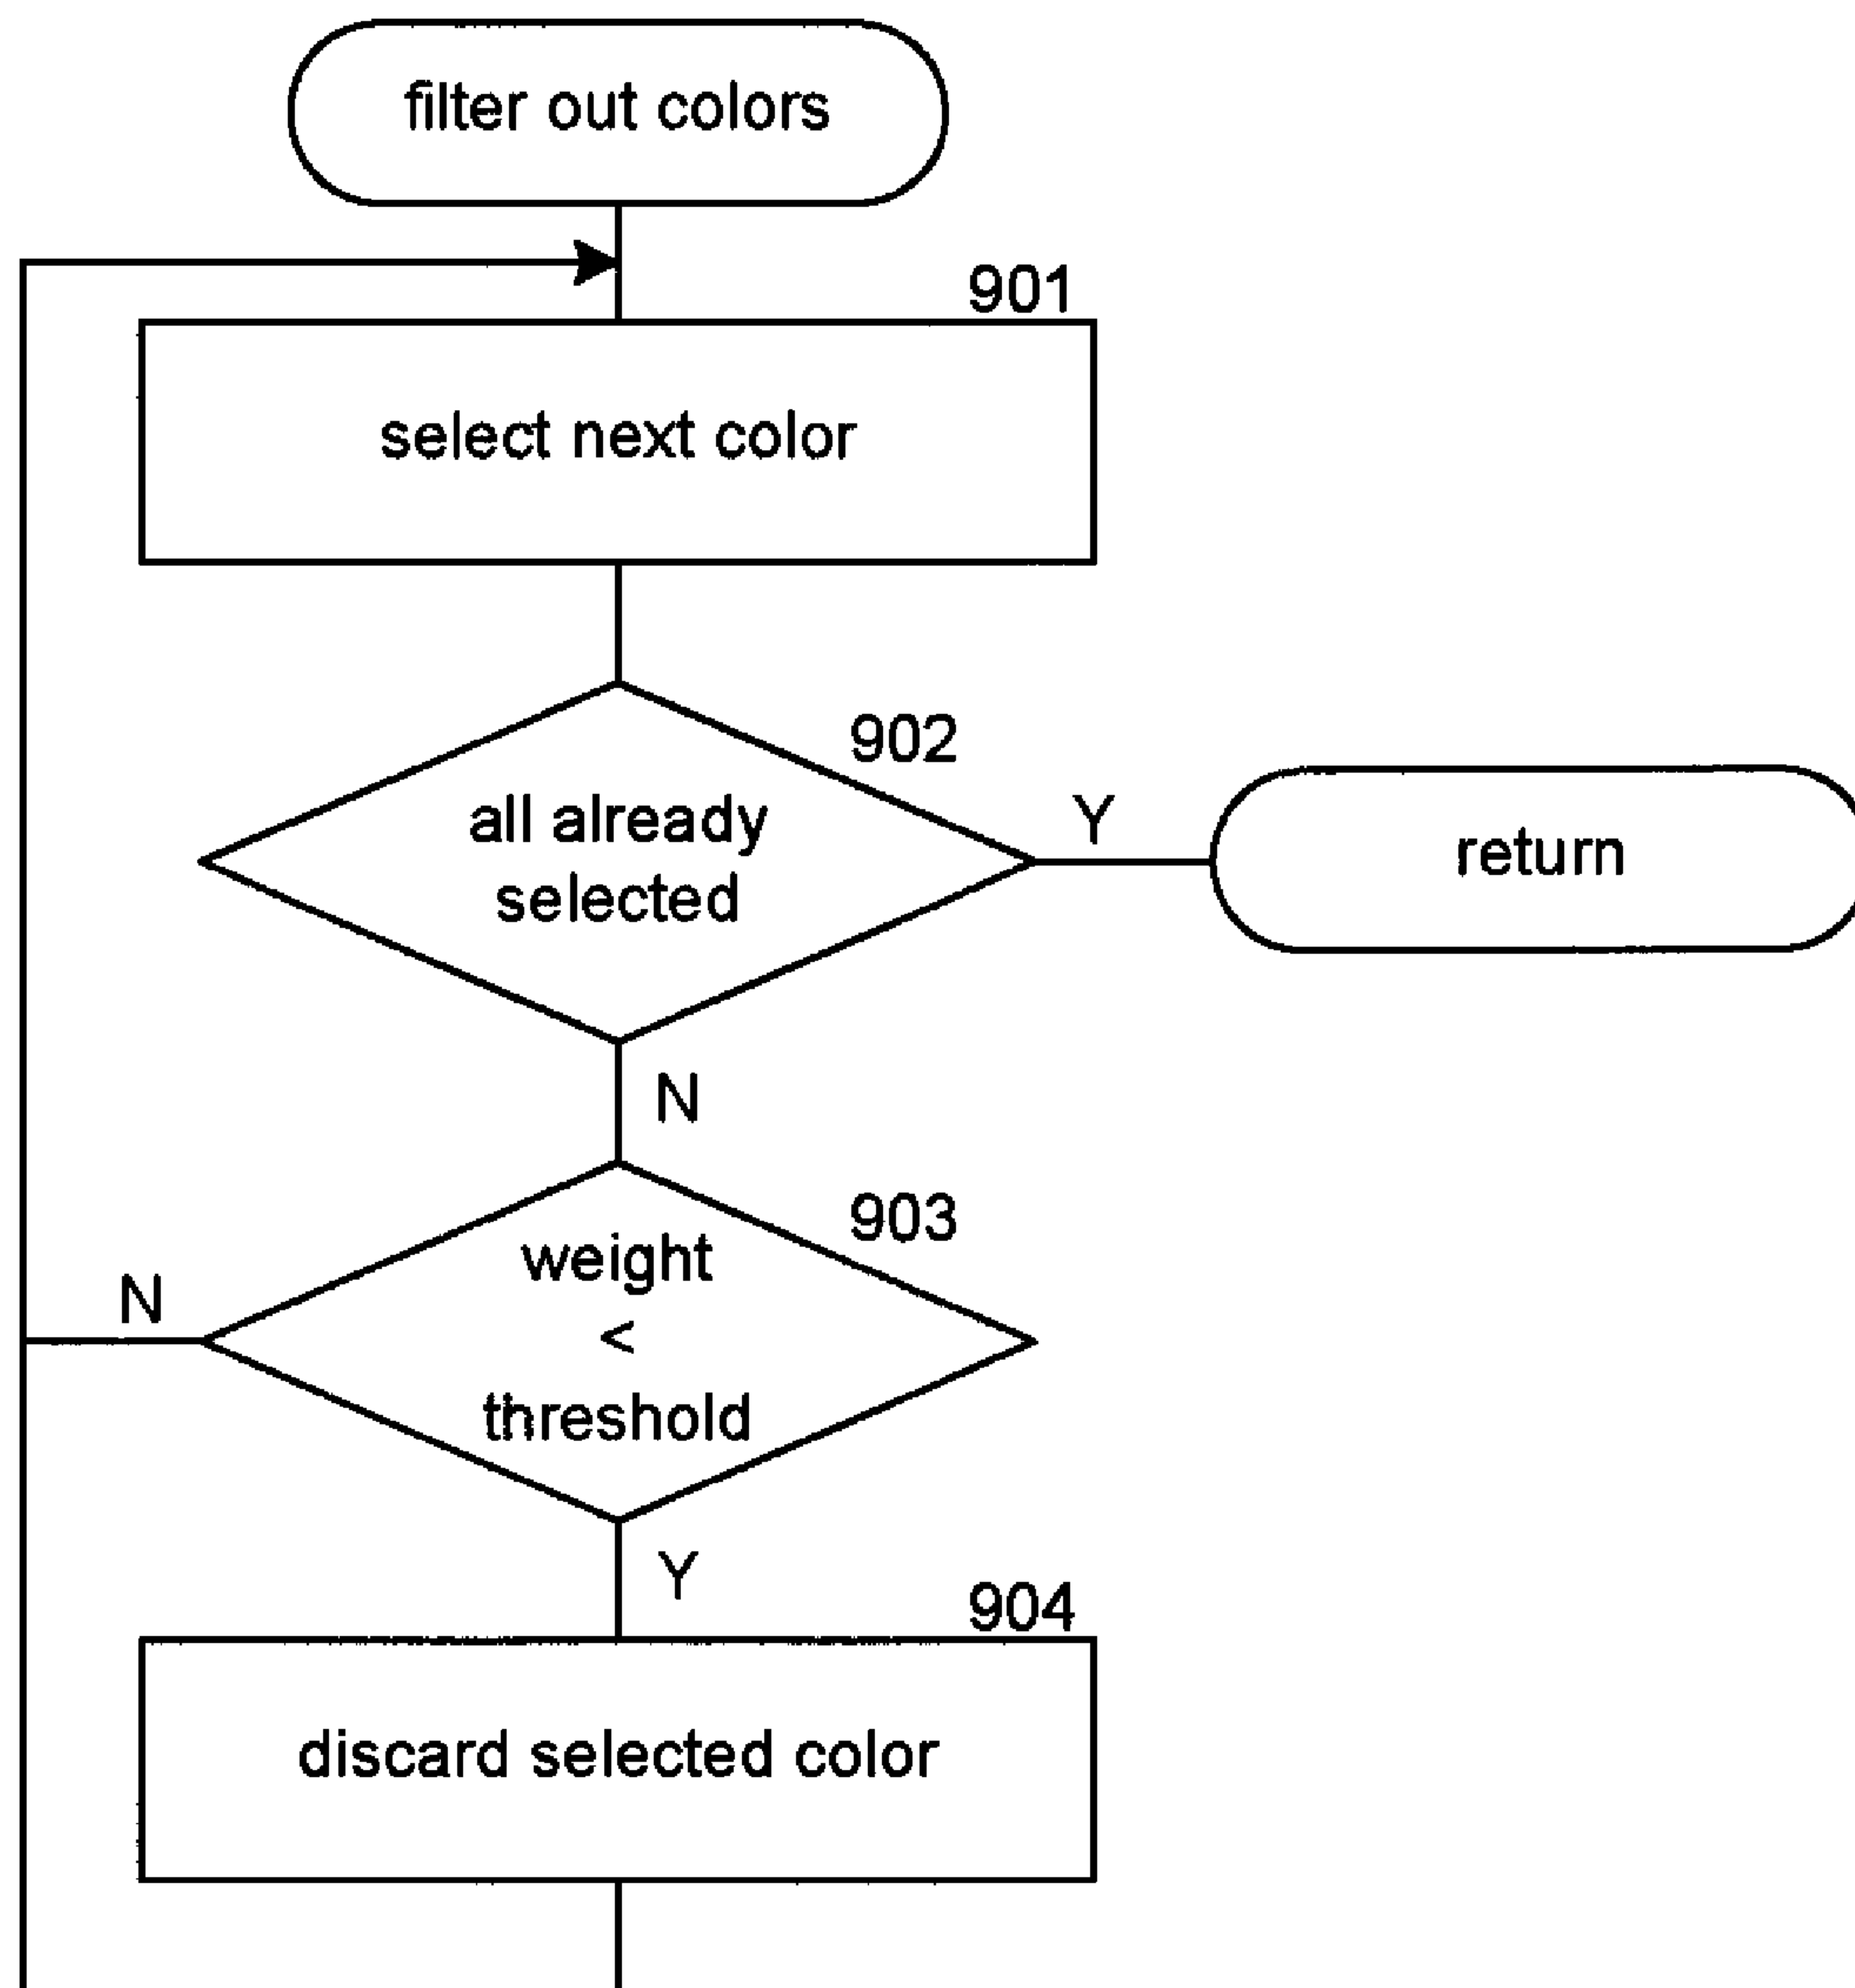 filter out colors
901
select next color
902
all already
selected
Y
return
N
903
weight
<
threshold
N
Y
904
discard selected color